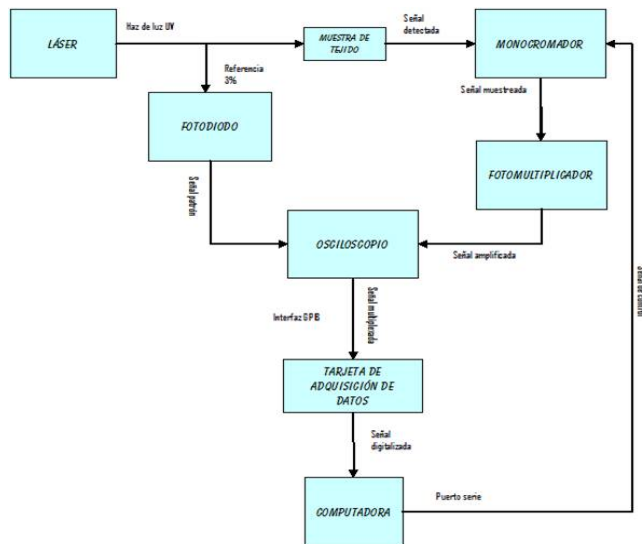 LÁSER
Haz de luz UV
MUESTRA DE
TEJIDO
Señal
detectada
MONOCROMADOR
Referencia
3%
Señal muestreada
FOTODIODO
FOTOMULTIPLICADOR
Señal patrón
OSCILOSCOPIO
Señal amplificada
Señal de control
Interfaz GPIB
Señal multiplexada
TARJETA DE
ADQUISICIÓN DE
DATOS
Señal
digitalizada
COMPUTADORA
Puerto serie